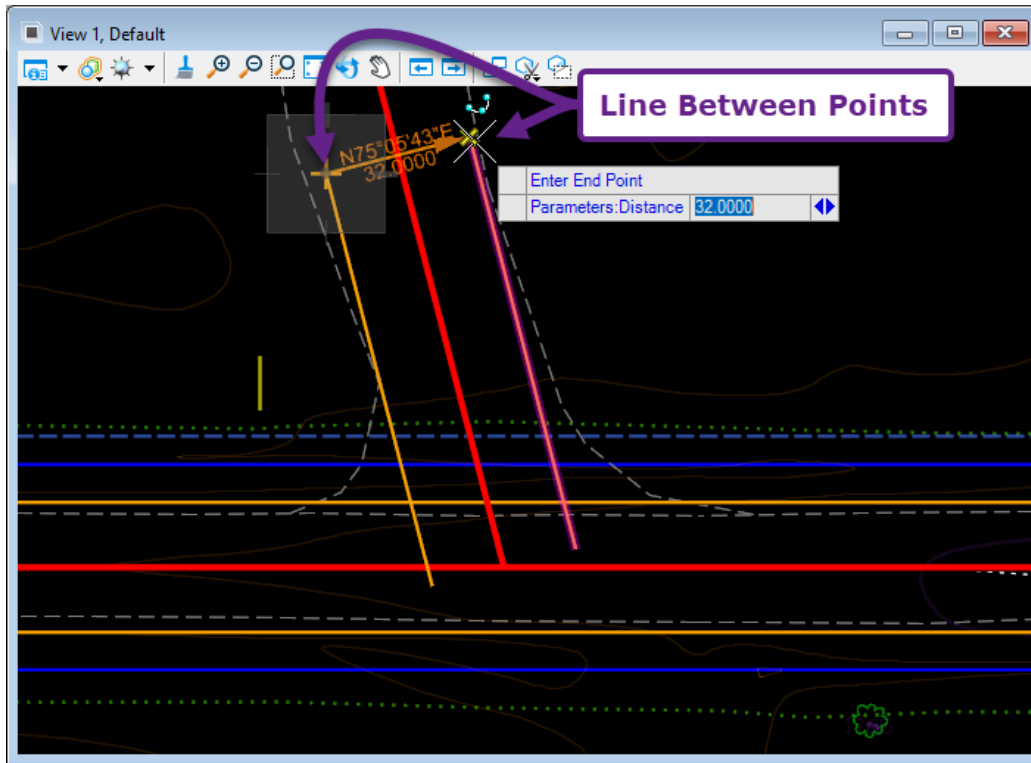 View 1, Default
Line Between Points
N75°05'43"E
32.0000
Enter End Point
Parameters:Distance 32.0000